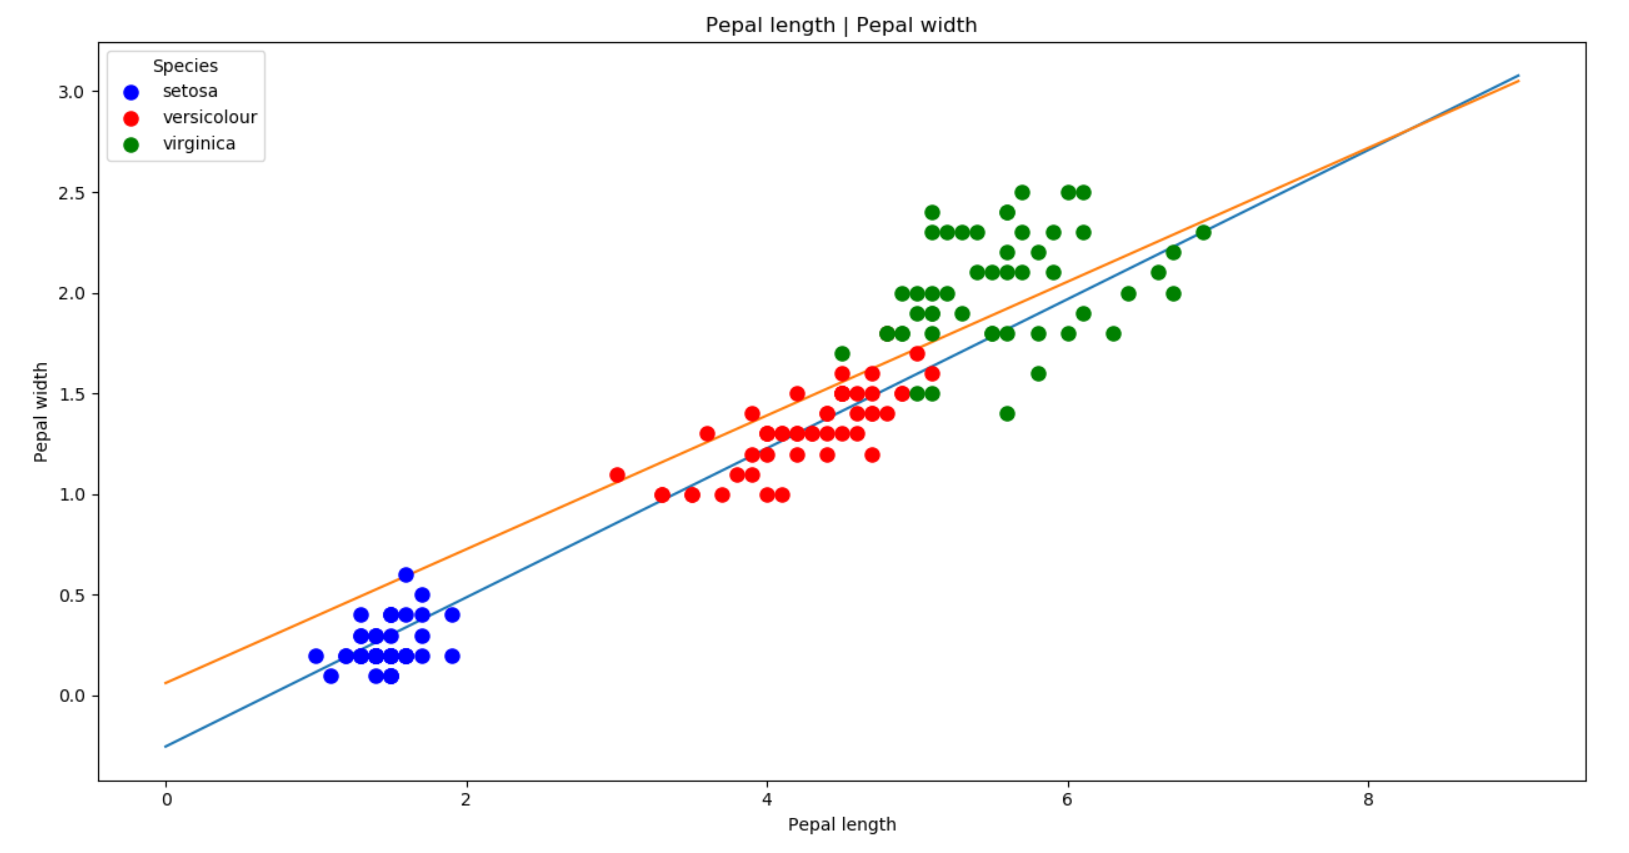 Pepal length | Pepal width
Species
setosa
versicolour
virginica
3.0
2.5
2.0
1.5
1.0
0.5
0.0
Pepal width
0 2 4 6 8
Pepal length